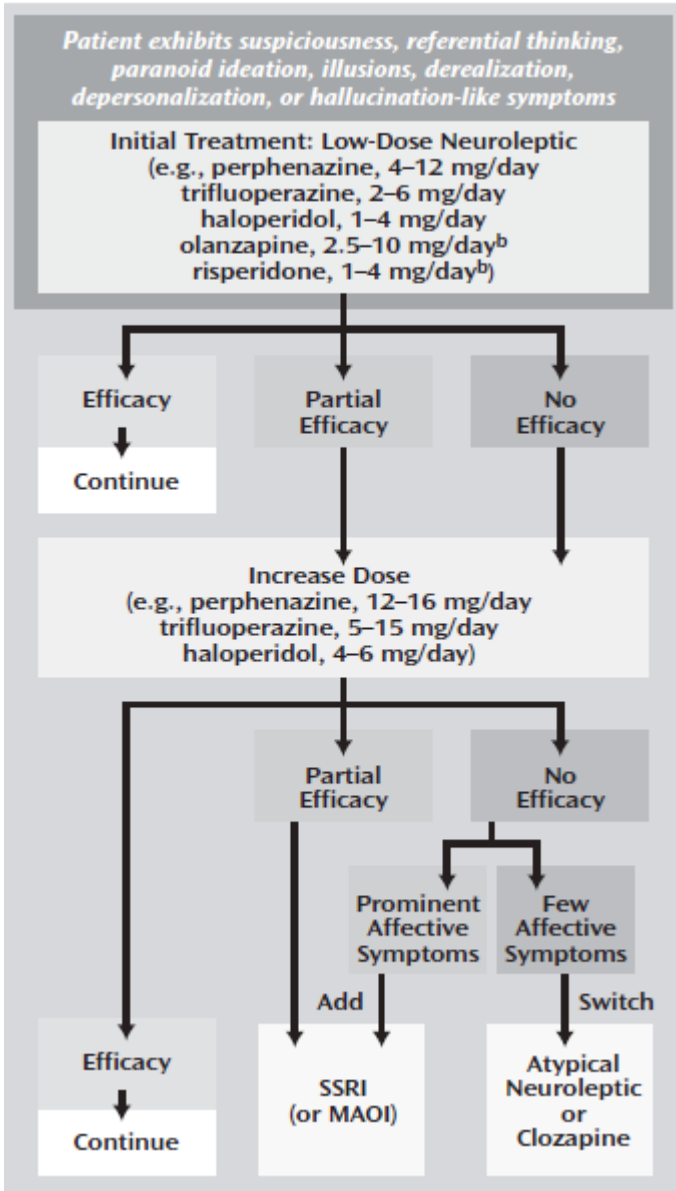 Patient exhibits suspiciousness, referential thinking,
paranoid ideation, illusions, derealization,
depersonalization, or hallucination-like symptoms
Initial Treatment: Low-Dose Neuroleptic
(e.g., perphenazine, 4–12 mg/day
trifluoperazine, 2–6 mg/day
haloperidol, 1–4 mg/day
olanzapine, 2.5–10 mg/dayᵇ
risperidone, 1–4 mg/dayᵇ)
Efficacy
Continue
Partial
Efficacy
No
Efficacy
Increase Dose
(e.g., perphenazine, 12–16 mg/day
trifluoperazine, 5–15 mg/day
haloperidol, 4–6 mg/day)
Partial
Efficacy
No
Efficacy
Prominent
Affective
Symptoms
Few
Affective
Symptoms
Add
Switch
Efficacy
Continue
SSRI
(or MAOI)
Atypical
Neuroleptic
or
Clozapine